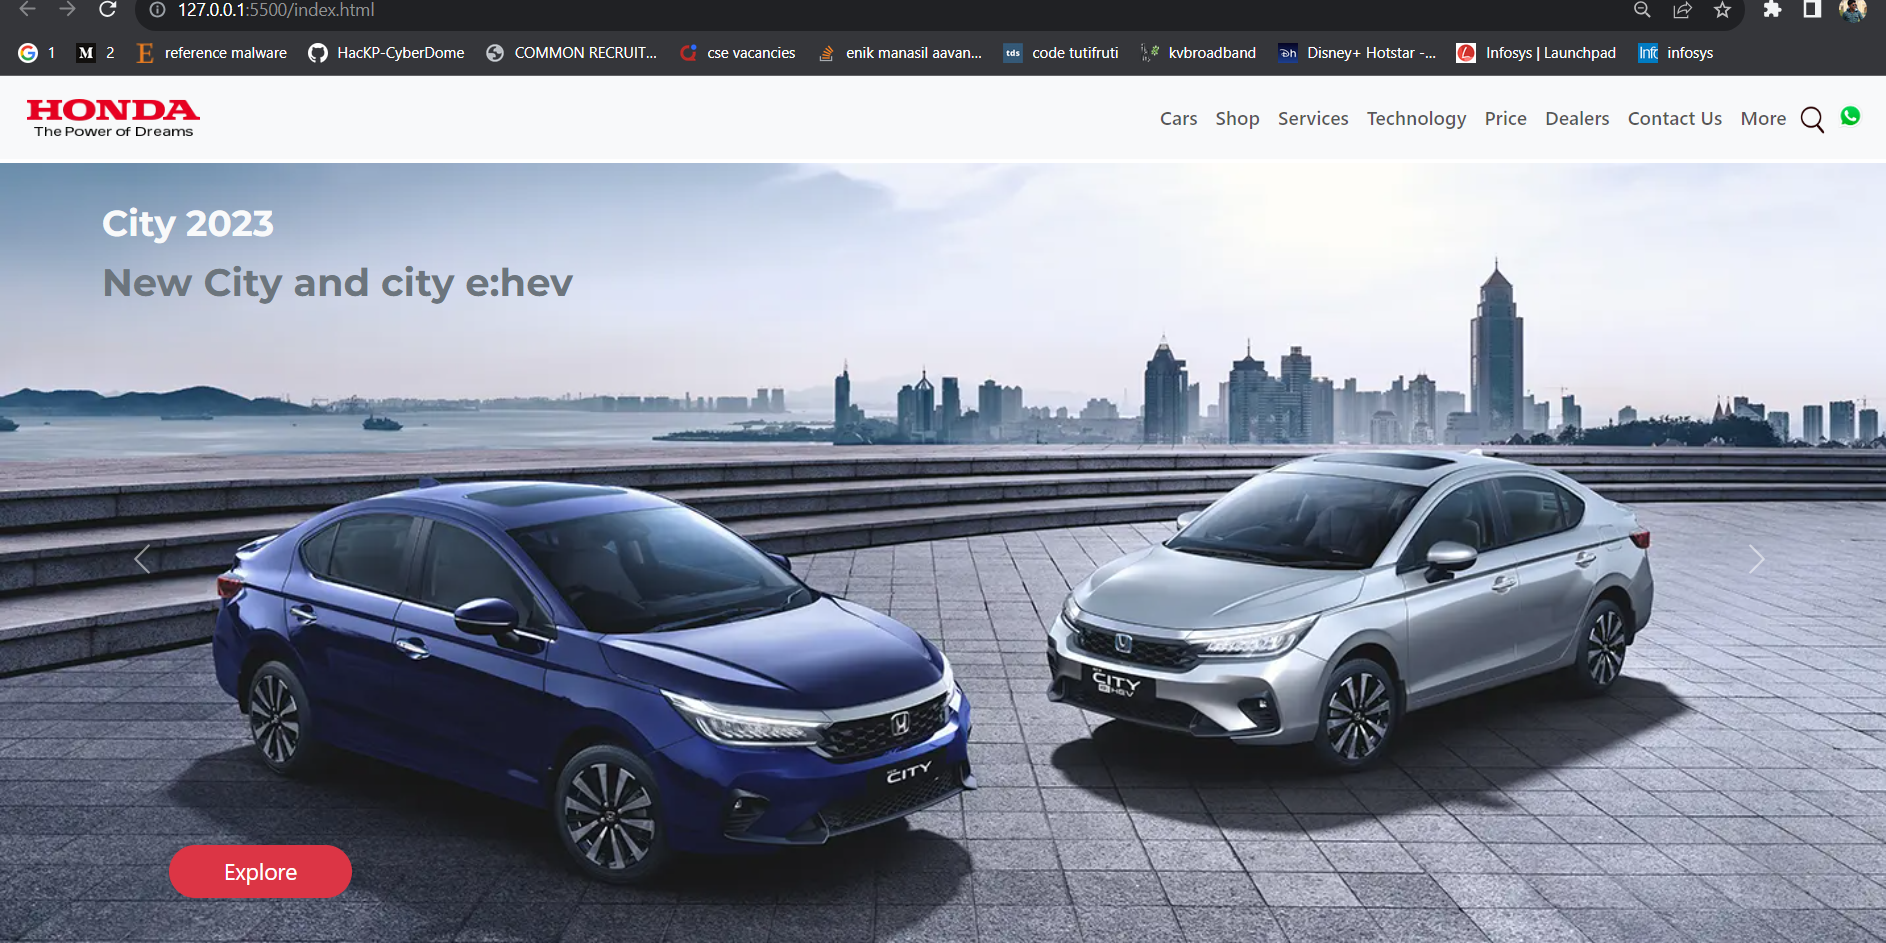 127.0.0.1:5500/index.html
1 2 reference malware HacKP-CyberDome COMMON RECRUIT... cse vacancies enik manasil aavan... tds code tutifruti kvbroadband Disney+ Hotstar -... Infosys | Launchpad infosys
HONDA
The Power of Dreams
Cars Shop Services Technology Price Dealers Contact Us More
City 2023
New City and city e:hev
CITY
e:HEV
CITY
Explore